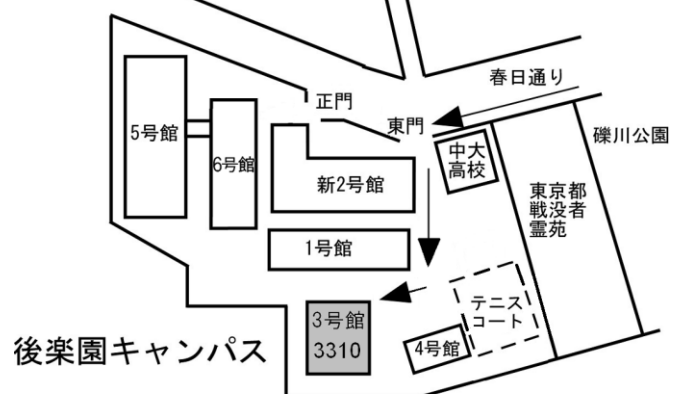 春日通り
正門
東門
礫川公園
5号館
6号館
中大
高校
新2号館
東京都
戦没者
霊苑
1号館
テニス
コート
3号館
3310
4号館
後楽園キャンパス